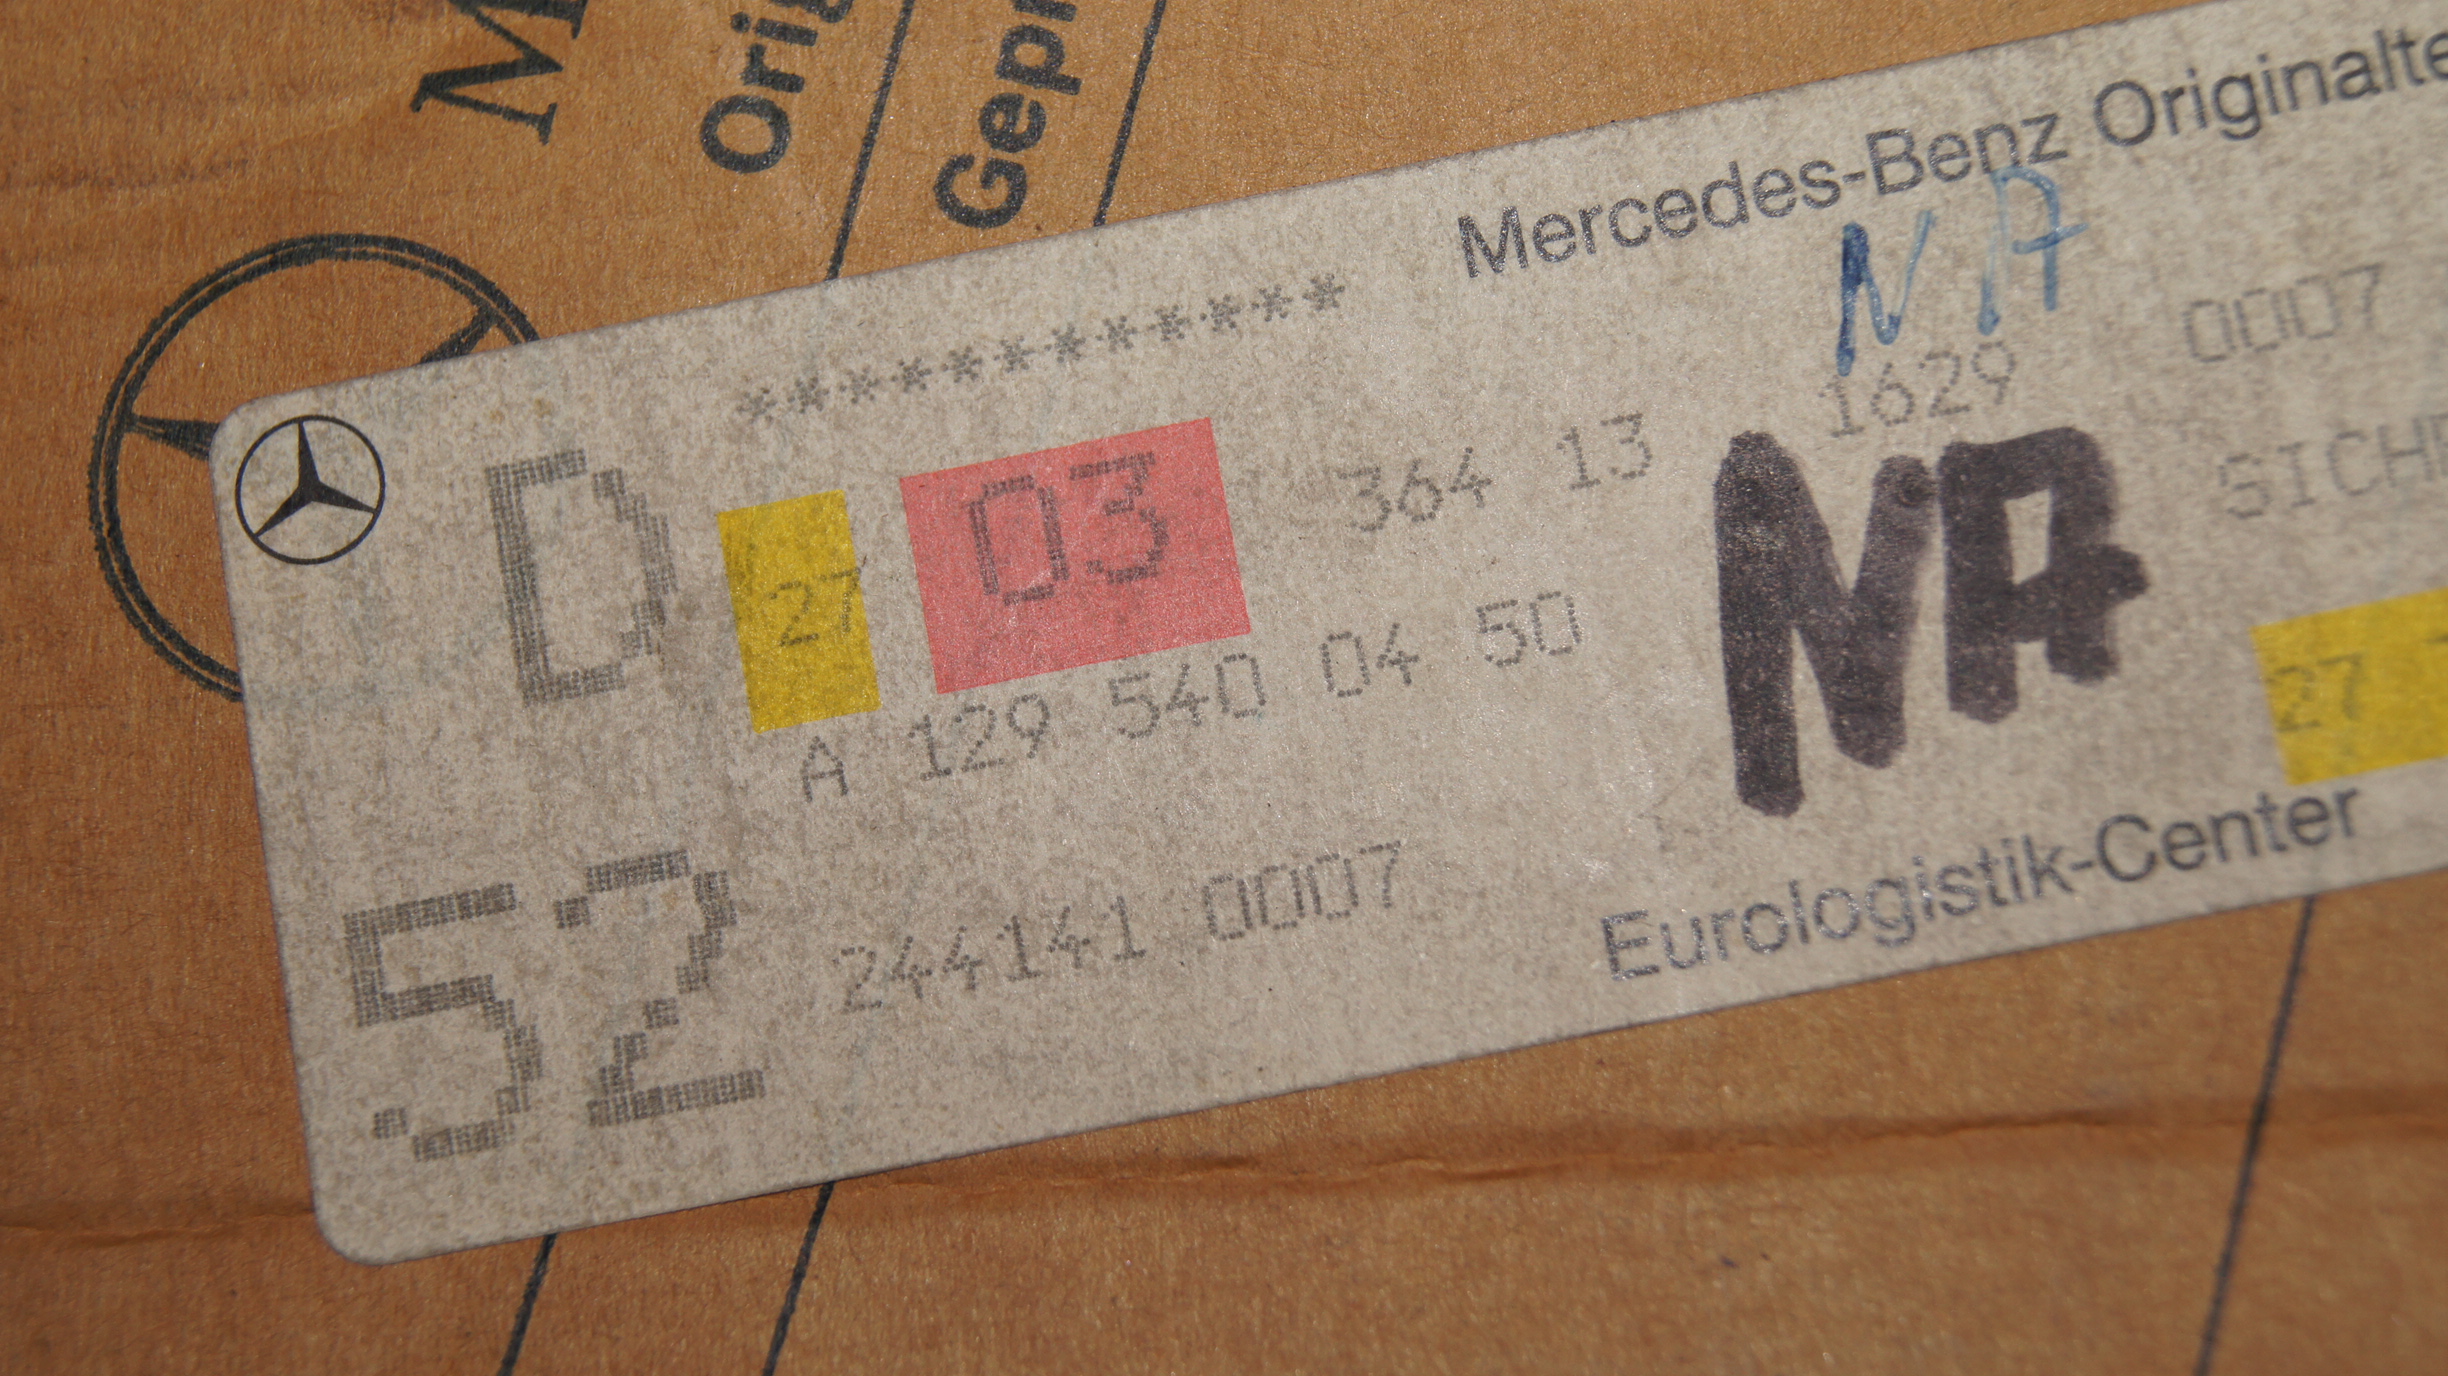 M
Orig
Gepr
Mercedes-Benz Originalte
***********
NA
D 27 03 364 13 1629 0007
SICHE
NA
A 129 540 04 50
27
52 244141 0007
Eurologistik-Center